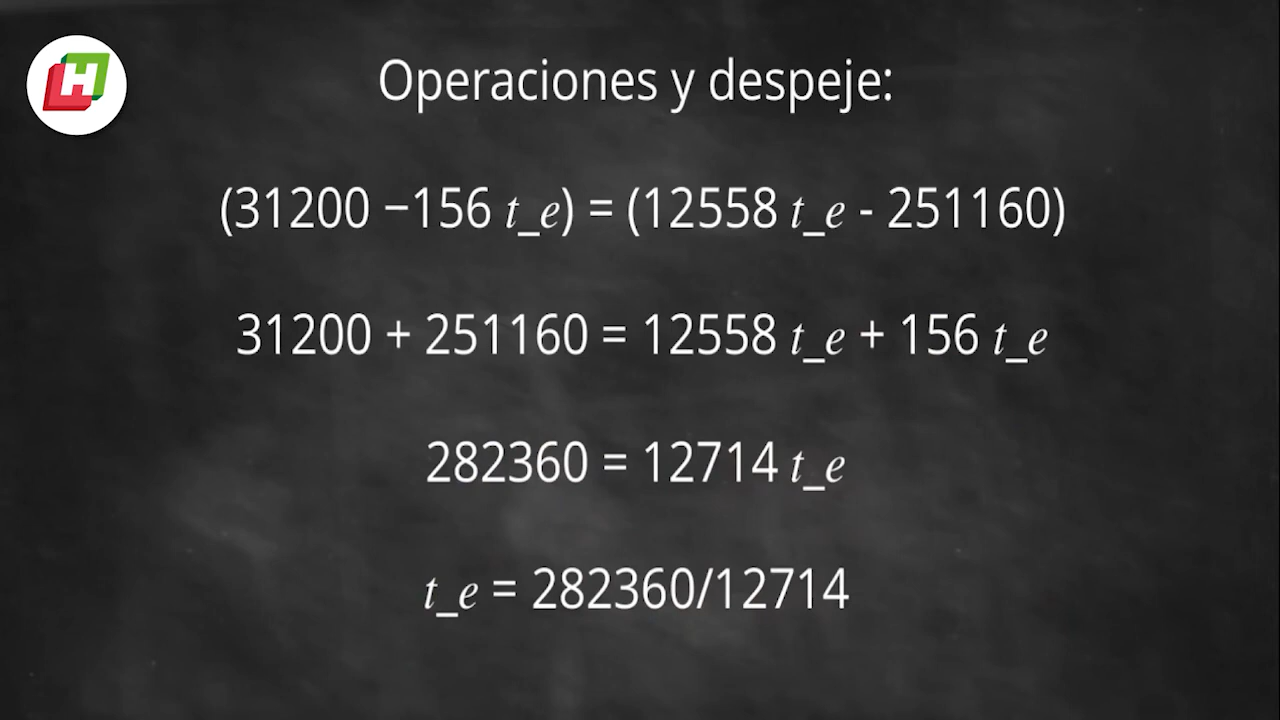 Operaciones y despeje:
(31200 −156 t_e) = (12558 t_e - 251160)
31200 + 251160 = 12558 t_e + 156 t_e
282360 = 12714 t_e
t_e = 282360/12714